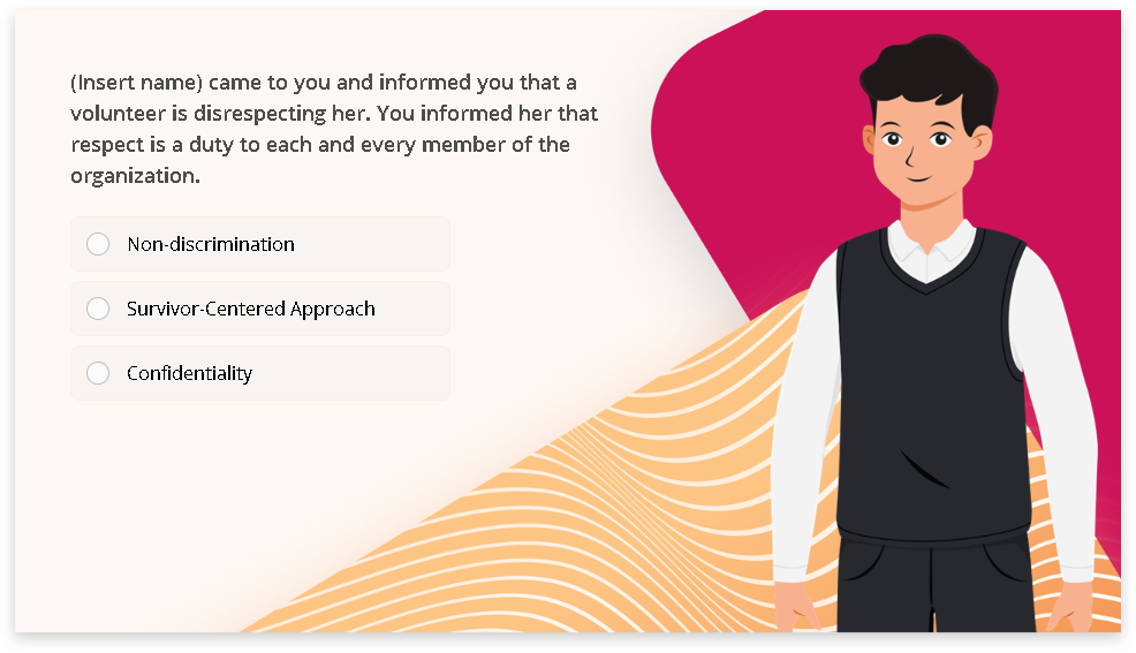 (Insert name) came to you and informed you that a
volunteer is disrespecting her. You informed her that
respect is a duty to each and every member of the
organization.
Non-discrimination
Survivor-Centered Approach
Confidentiality